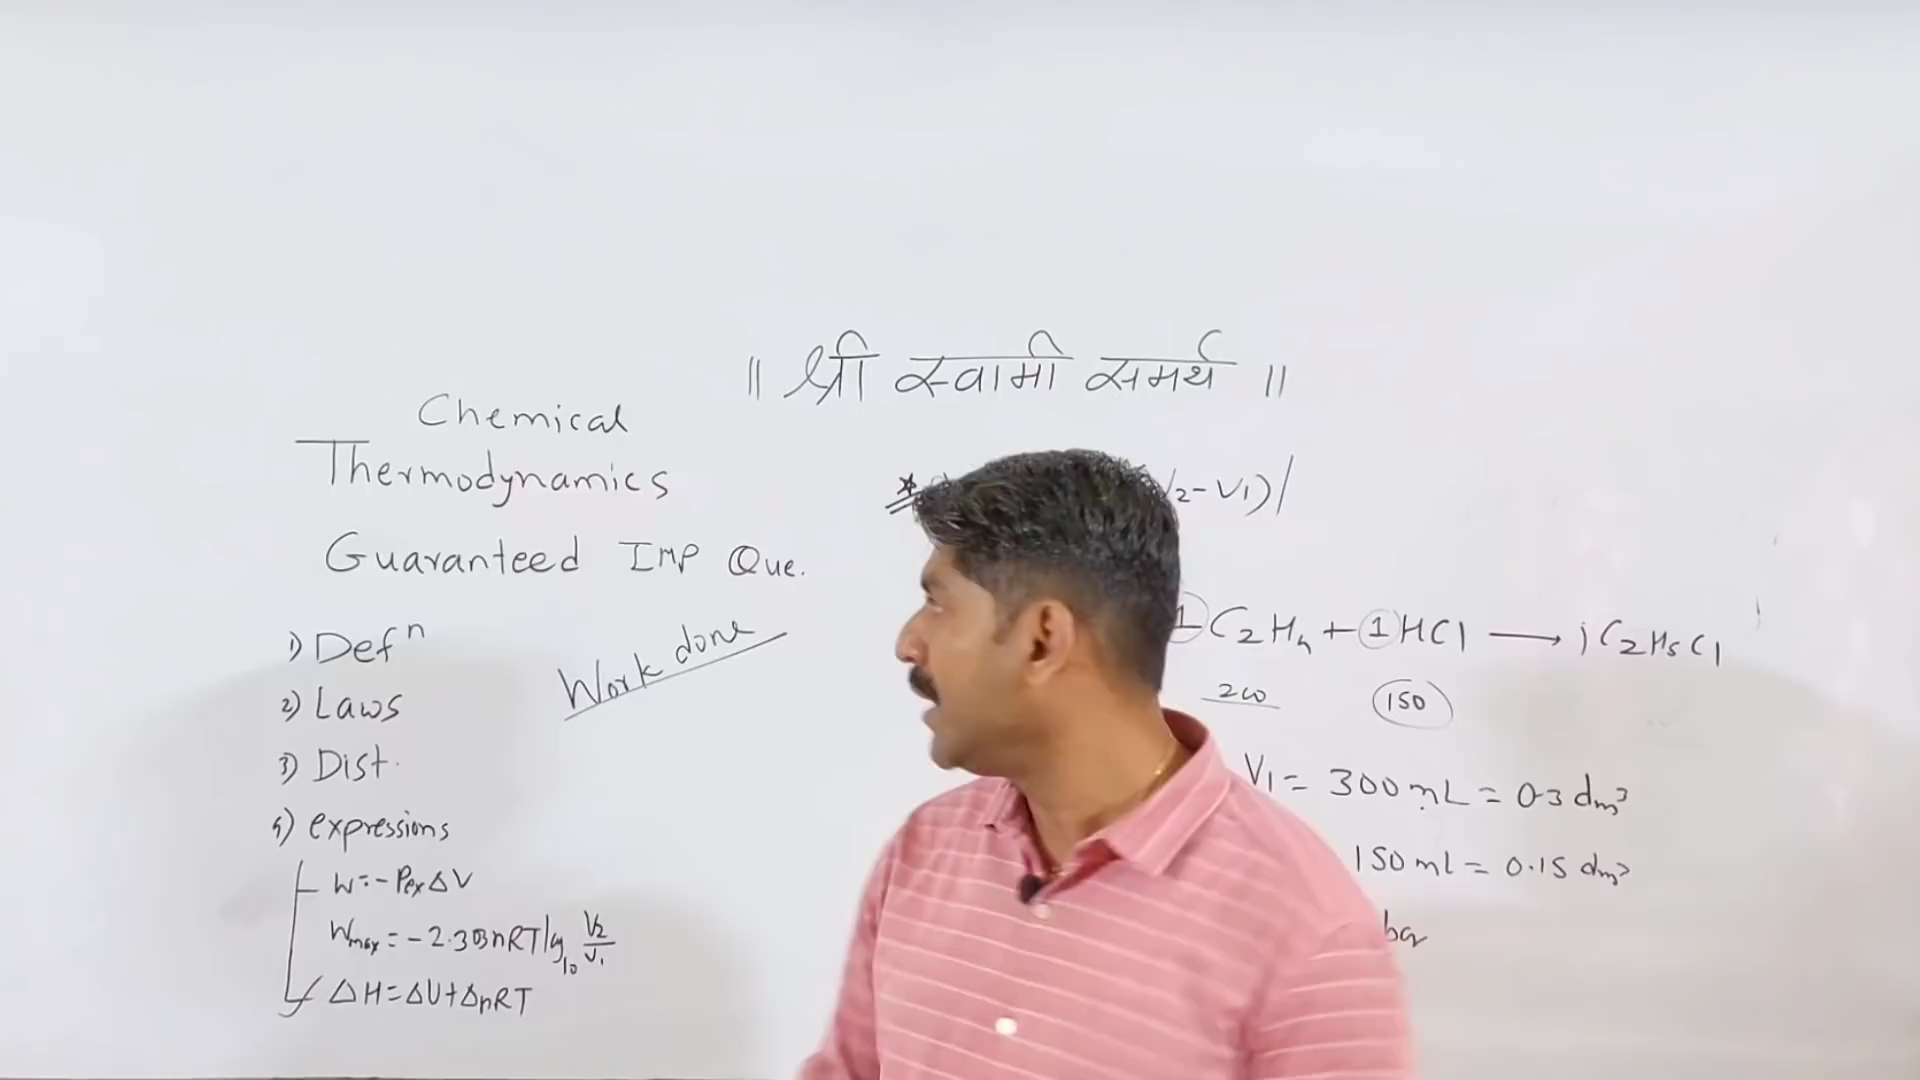 ॥ श्री स्वामी समर्थ ॥
Chemical
Thermodynamics
Guaranteed IMP Que.
1) Defⁿ
2) Laws
3) Dist.
4) expressions
W = - Pex ΔV
Wmax = - 2.303 nRT log₁₀ V₂/V₁
ΔH = ΔU + ΔnRT
Work done
2 - V₁)
1 C₂H₄ + 1 HCl ⟶ 1 C₂H₅Cl
200 150
V₁ = 300 mL = 0.3 dm³
150 ml = 0.15 dm³
bar